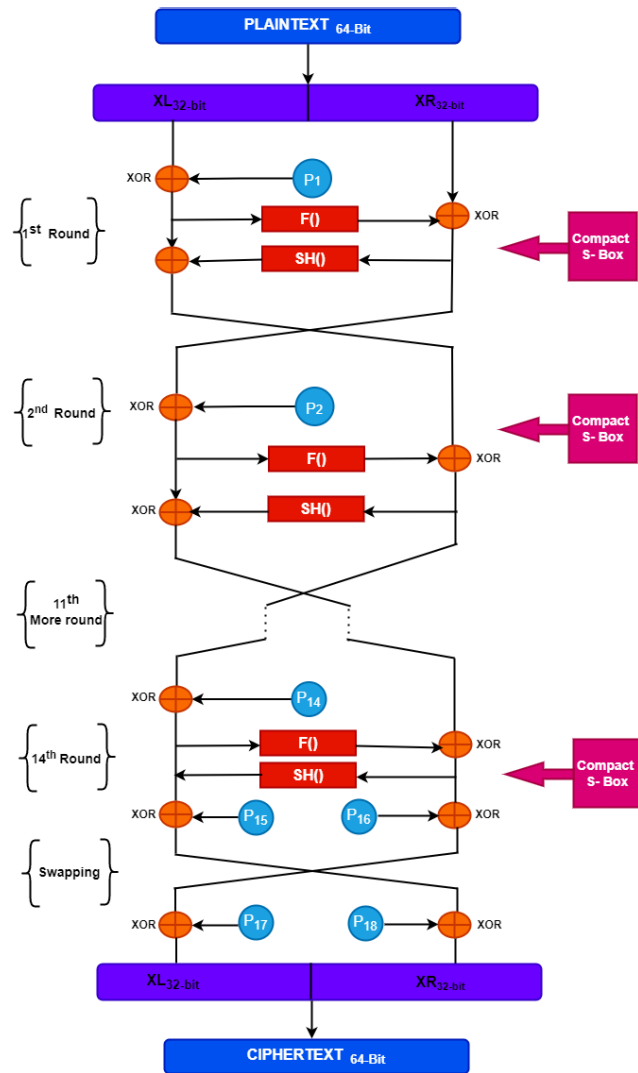 PLAINTEXT 64-Bit
XL32-bit XR32-bit
XOR P1
F() XOR
1st Round
SH()
Compact
S- Box
XOR P2
2nd Round
F() XOR
XOR SH()
Compact
S- Box
11th
More round
XOR P14
F() XOR
14th Round
SH()
Compact
S- Box
XOR P15 P16 XOR
Swapping
XOR P17 P18 XOR
XL32-bit XR32-bit
CIPHERTEXT 64-Bit